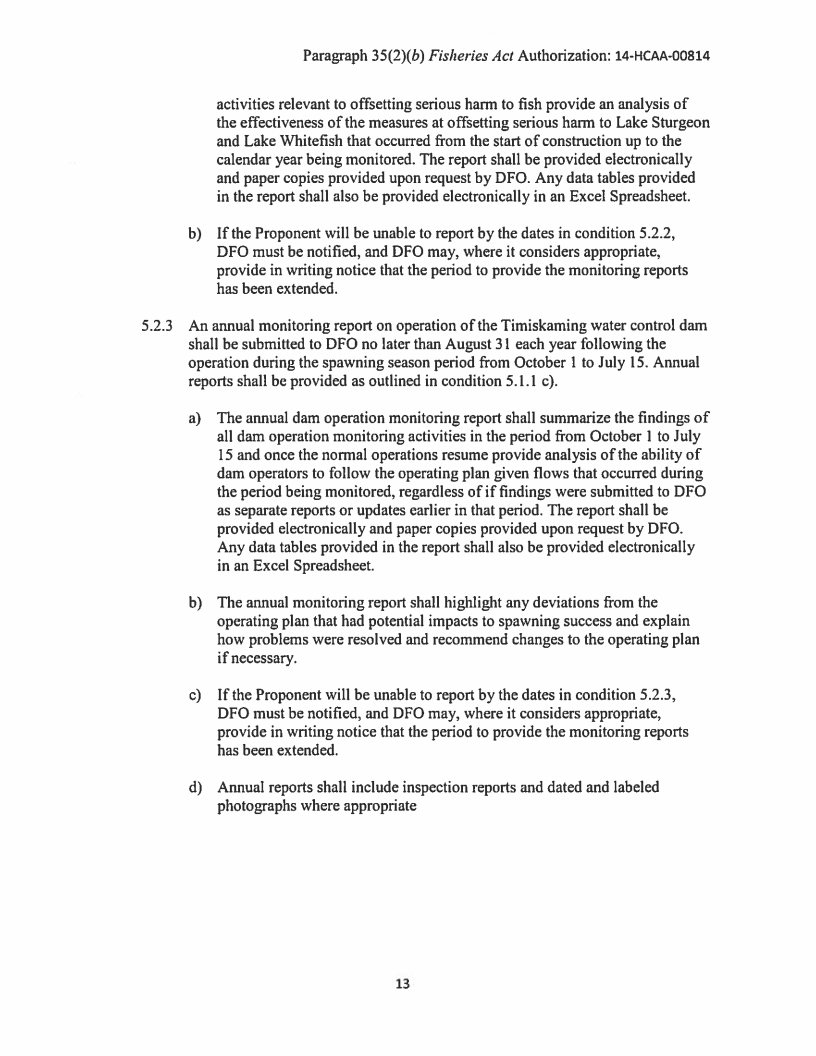 Paragraph 35(2)(b) Fisheries Act Authorization: 14-HCAA-00814
activities relevant to offsetting serious harm to fish provide an analysis of
the effectiveness of the measures at offsetting serious harm to Lake Sturgeon
and Lake Whitefish that occurred from the start of construction up to the
calendar year being monitored. The report shall be provided electronically
and paper copies provided upon request by DFO. Any data tables provided
in the report shall also be provided electronically in an Excel Spreadsheet.
b) If the Proponent will be unable to report by the dates in condition 5.2.2,
DFO must be notified, and DFO may, where it considers appropriate,
provide in writing notice that the period to provide the monitoring reports
has been extended.
5.2.3 An annual monitoring report on operation of the Timiskaming water control dam
shall be submitted to DFO no later than August 31 each year following the
operation during the spawning season period from October 1 to July 15. Annual
reports shall be provided as outlined in condition 5.1.1 c).
a) The annual dam operation monitoring report shall summarize the findings of
all dam operation monitoring activities in the period from October 1 to July
15 and once the normal operations resume provide analysis of the ability of
dam operators to follow the operating plan given flows that occurred during
the period being monitored, regardless of if findings were submitted to DFO
as separate reports or updates earlier in that period. The report shall be
provided electronically and paper copies provided upon request by DFO.
Any data tables provided in the report shall also be provided electronically
in an Excel Spreadsheet.
b) The annual monitoring report shall highlight any deviations from the
operating plan that had potential impacts to spawning success and explain
how problems were resolved and recommend changes to the operating plan
if necessary.
c) If the Proponent will be unable to report by the dates in condition 5.2.3,
DFO must be notified, and DFO may, where it considers appropriate,
provide in writing notice that the period to provide the monitoring reports
has been extended.
d) Annual reports shall include inspection reports and dated and labeled
photographs where appropriate
13